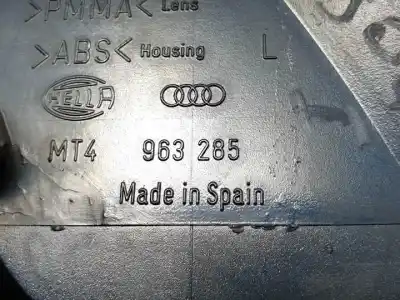 >PMMA< Lens
>ABS< Housing L
HELLA
MT4 963 285
Made in Spain